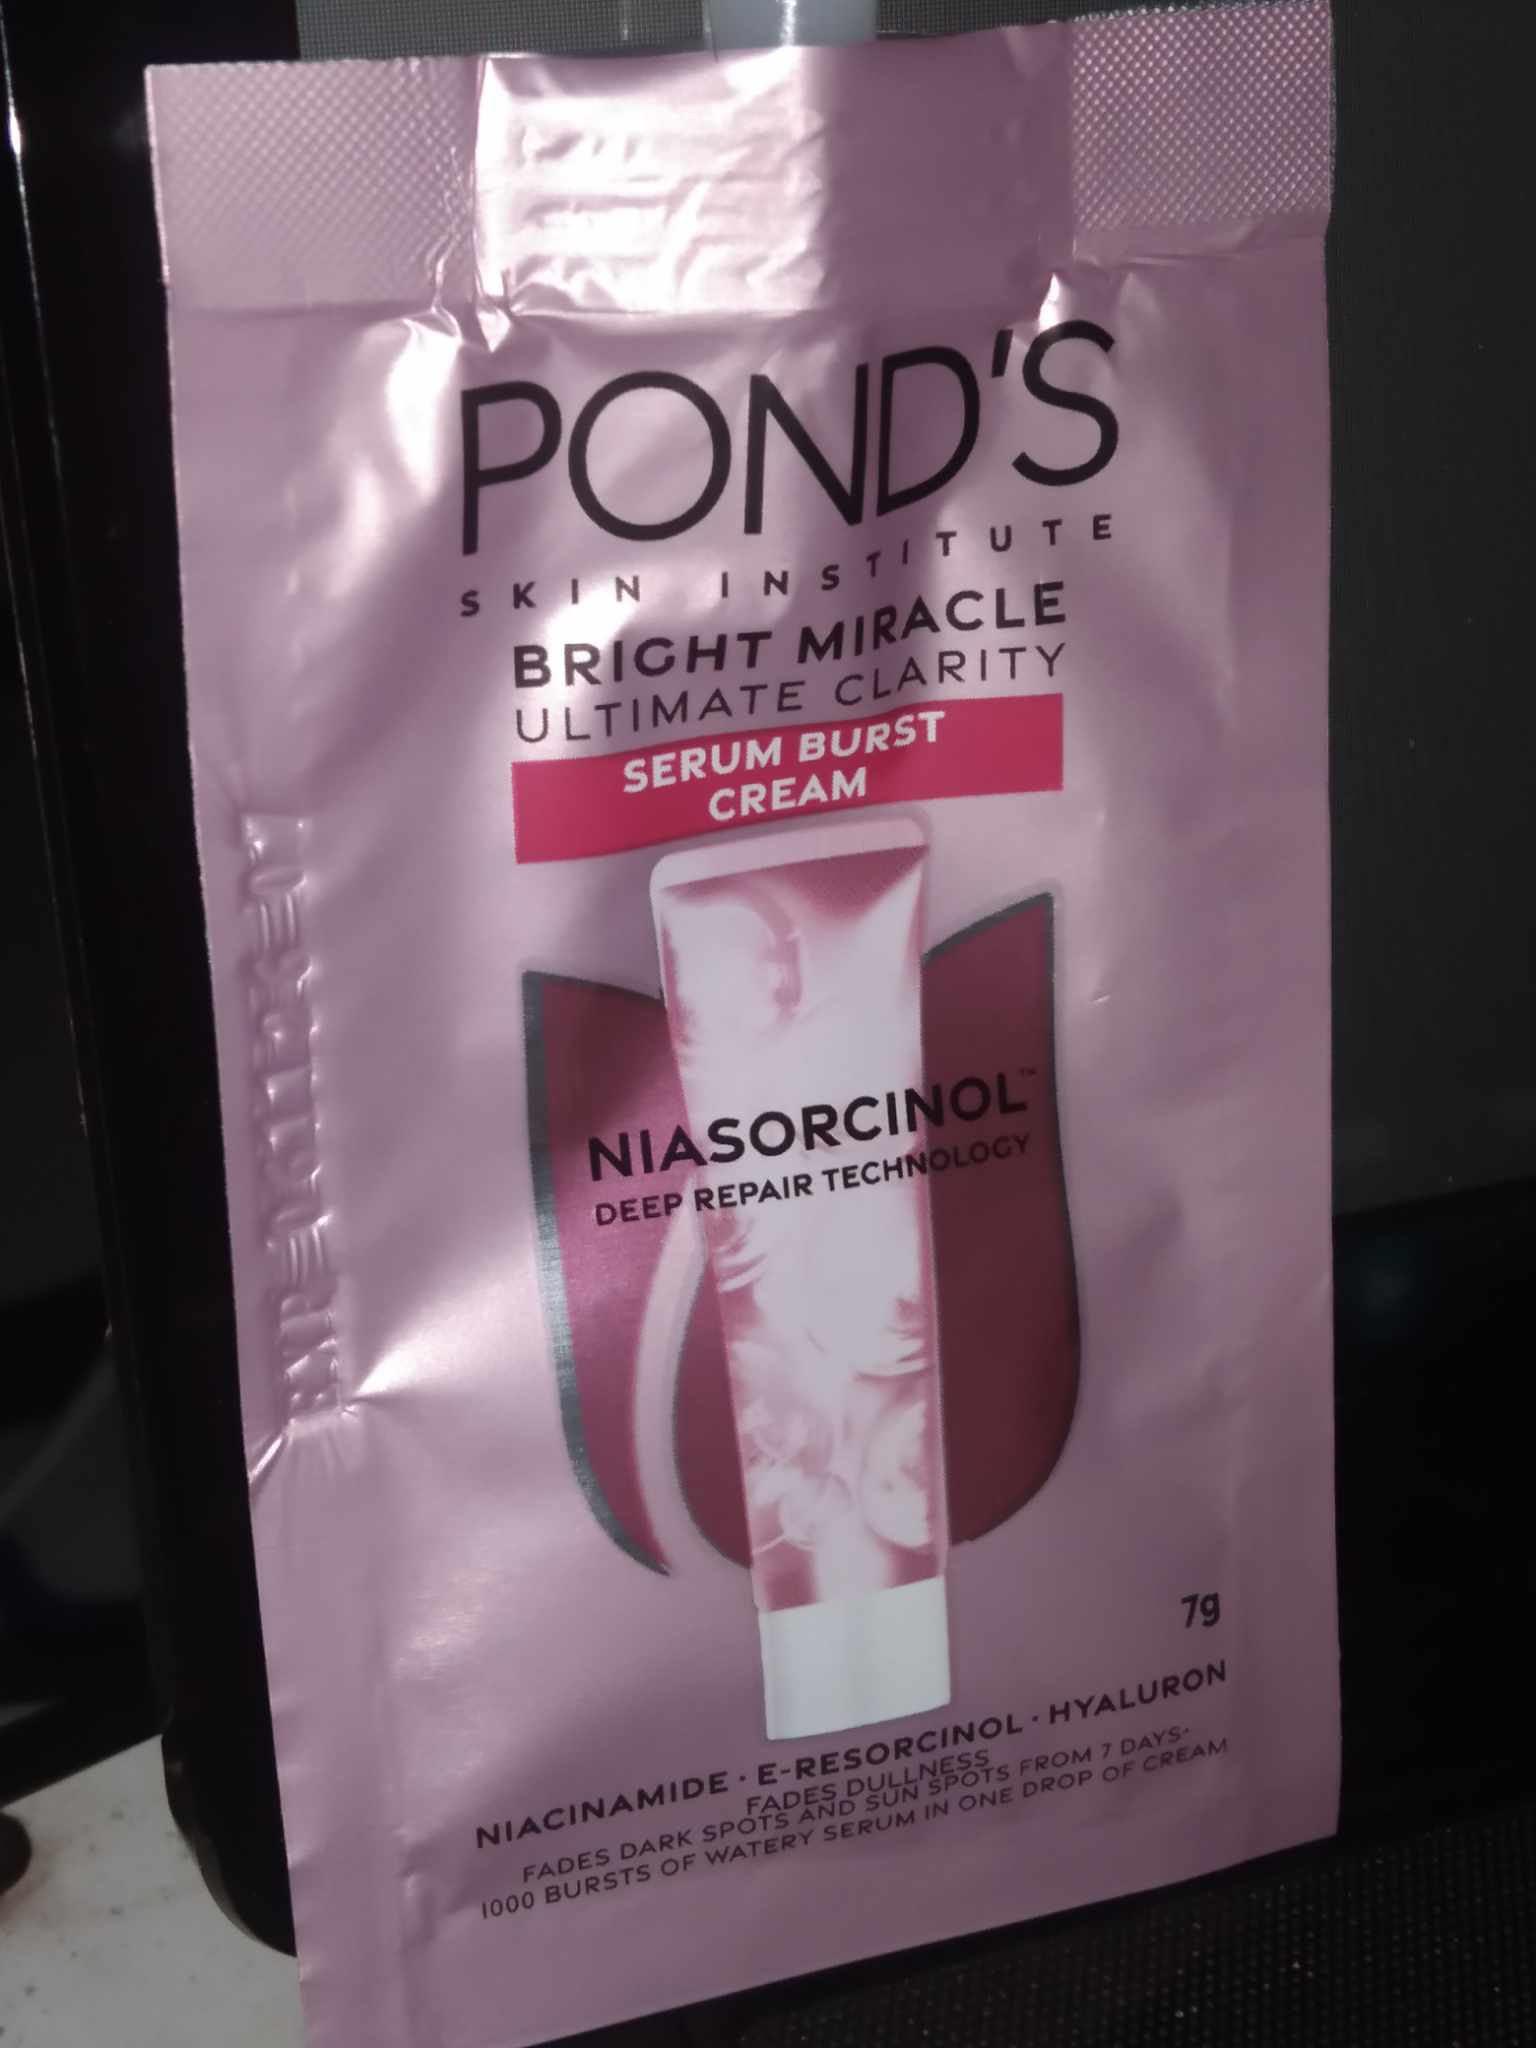 POND'S
SKIN INSTITUTE
BRIGHT MIRACLE
ULTIMATE CLARITY
SERUM BURST
CREAM
NIASORCINOL™
DEEP REPAIR TECHNOLOGY
7g
NIACINAMIDE · E-RESORCINOL · HYALURON
FADES DULLNESS
FADES DARK SPOTS AND SUN SPOTS FROM 7 DAYS-
1000 BURSTS OF WATERY SERUM IN ONE DROP OF CREAM
EXP